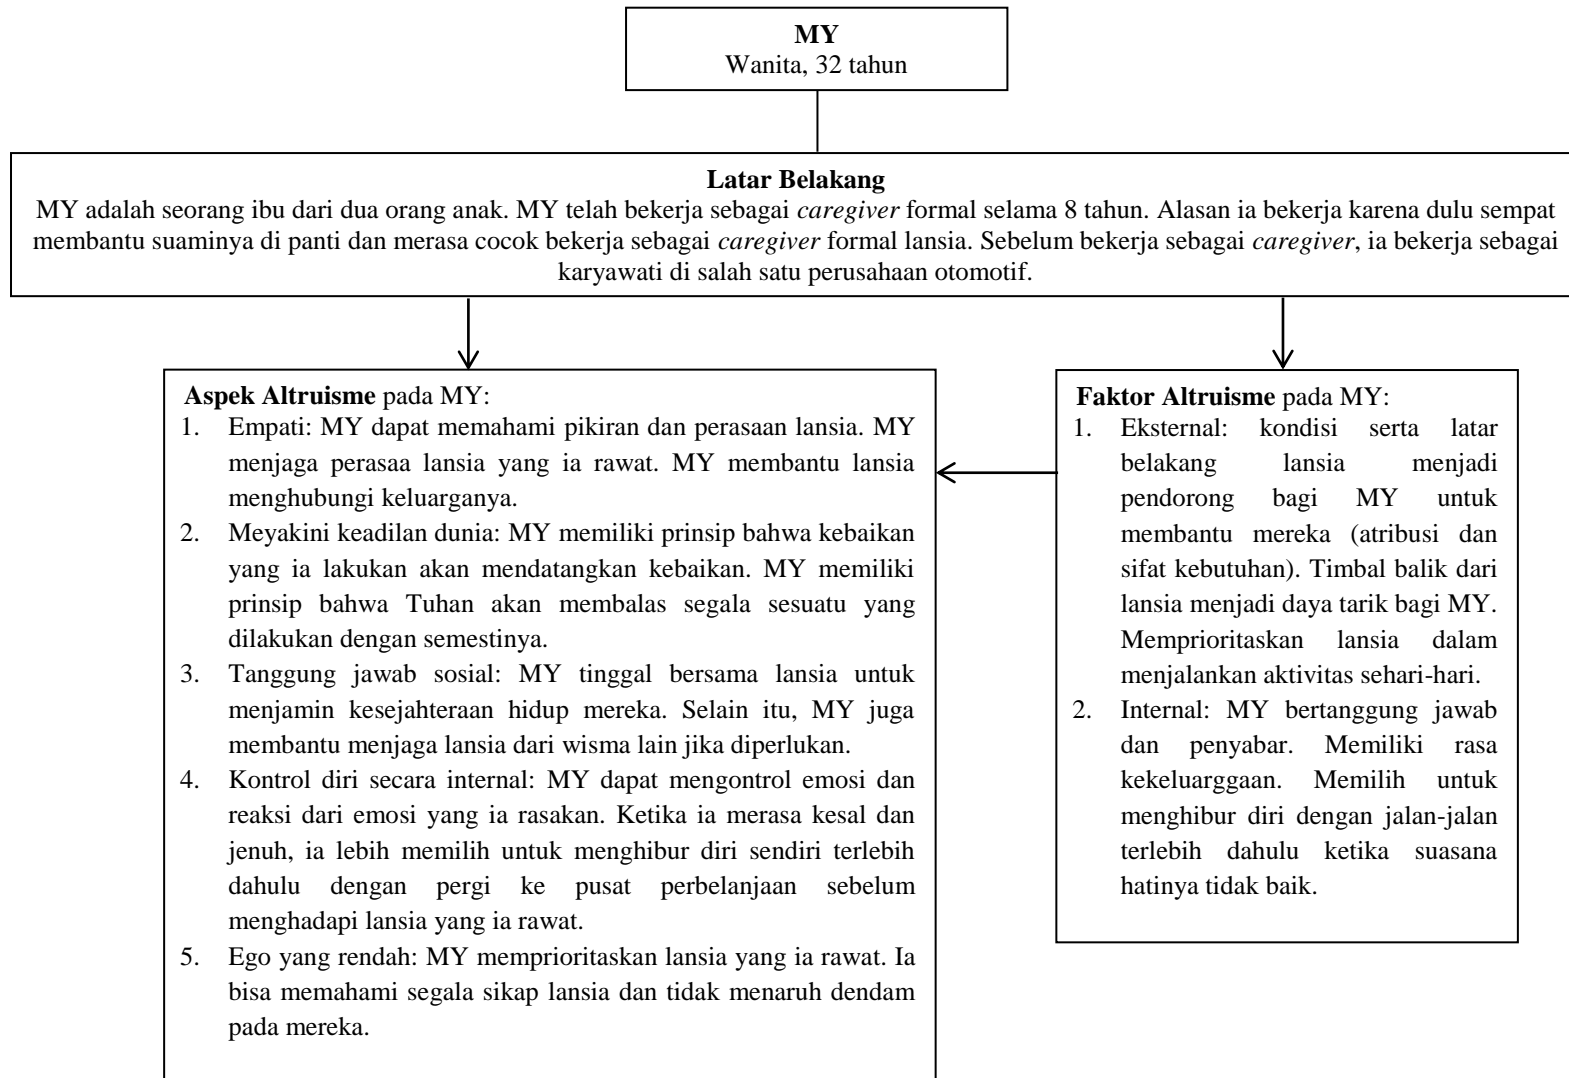 MY
Wanita, 32 tahun
Latar Belakang
MY adalah seorang ibu dari dua orang anak. MY telah bekerja sebagai caregiver formal selama 8 tahun. Alasan ia bekerja karena dulu sempat
membantu suaminya di panti dan merasa cocok bekerja sebagai caregiver formal lansia. Sebelum bekerja sebagai caregiver, ia bekerja sebagai
karyawati di salah satu perusahaan otomotif.
Aspek Altruisme pada MY:
1. Empati: MY dapat memahami pikiran dan perasaan lansia. MY
menjaga perasaa lansia yang ia rawat. MY membantu lansia
menghubungi keluarganya.
2. Meyakini keadilan dunia: MY memiliki prinsip bahwa kebaikan
yang ia lakukan akan mendatangkan kebaikan. MY memiliki
prinsip bahwa Tuhan akan membalas segala sesuatu yang
dilakukan dengan semestinya.
3. Tanggung jawab sosial: MY tinggal bersama lansia untuk
menjamin kesejahteraan hidup mereka. Selain itu, MY juga
membantu menjaga lansia dari wisma lain jika diperlukan.
4. Kontrol diri secara internal: MY dapat mengontrol emosi dan
reaksi dari emosi yang ia rasakan. Ketika ia merasa kesal dan
jenuh, ia lebih memilih untuk menghibur diri sendiri terlebih
dahulu dengan pergi ke pusat perbelanjaan sebelum
menghadapi lansia yang ia rawat.
5. Ego yang rendah: MY memprioritaskan lansia yang ia rawat. Ia
bisa memahami segala sikap lansia dan tidak menaruh dendam
pada mereka.
Faktor Altruisme pada MY:
1. Eksternal: kondisi serta latar
belakang lansia menjadi
pendorong bagi MY untuk
membantu mereka (atribusi dan
sifat kebutuhan). Timbal balik dari
lansia menjadi daya tarik bagi MY.
Memprioritaskan lansia dalam
menjalankan aktivitas sehari-hari.
2. Internal: MY bertanggung jawab
dan penyabar. Memiliki rasa
kekeluarggaan. Memilih untuk
menghibur diri dengan jalan-jalan
terlebih dahulu ketika suasana
hatinya tidak baik.